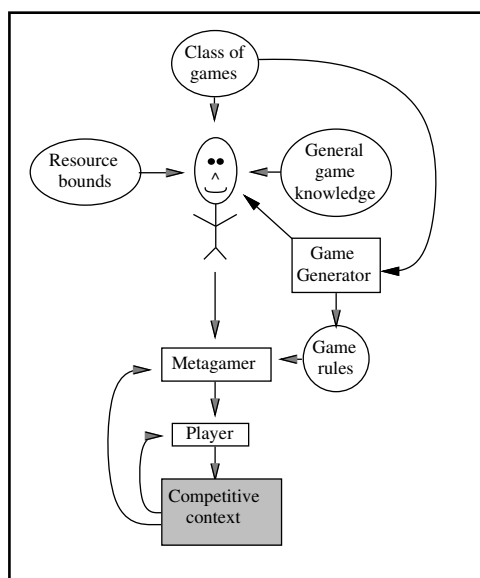 Class of
games
Resource
bounds
General
game
knowledge
Game
Generator
Game
rules
Metagamer
Player
Competitive
context